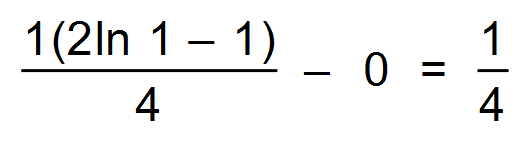 1(2ln 1 – 1)/4 – 0 = 1/4